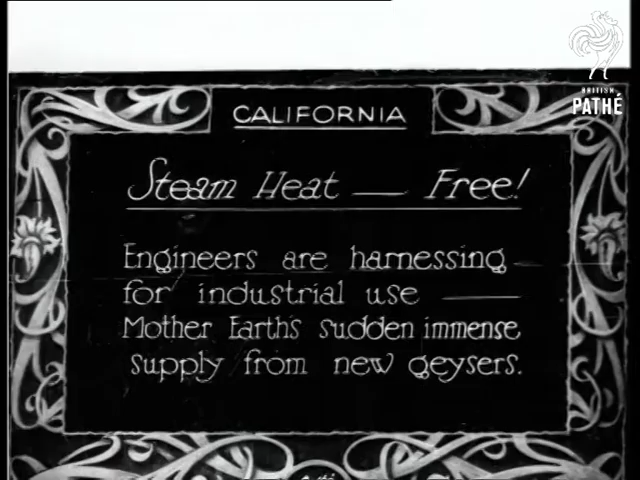 BRITISH
PATHÉ
CALIFORNIA
Steam Heat — Free!
Engineers are harnessing —
for industrial use —
Mother Earth's sudden immense
supply from new geysers.